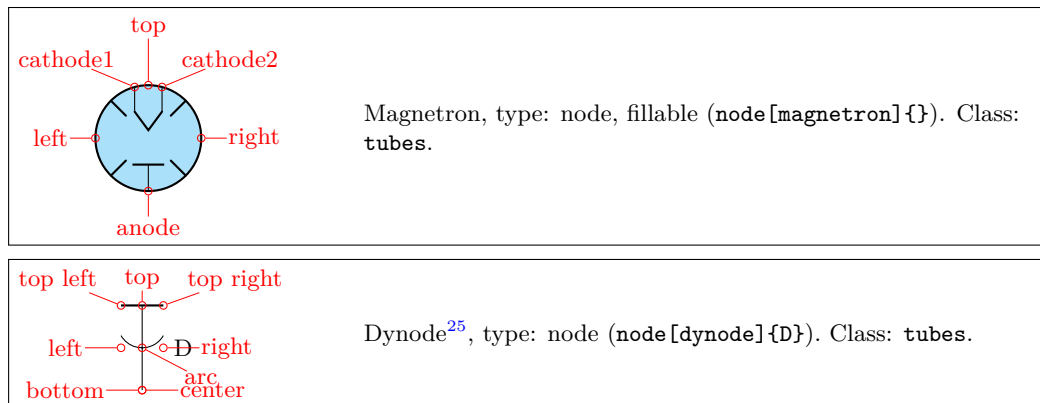 top
cathode1 cathode2
left right
anode
Magnetron, type: node, fillable (node[magnetron]{}). Class:
tubes.
top left top top right
left D right
arc
bottom center
Dynode25, type: node (node[dynode]{D}). Class: tubes.